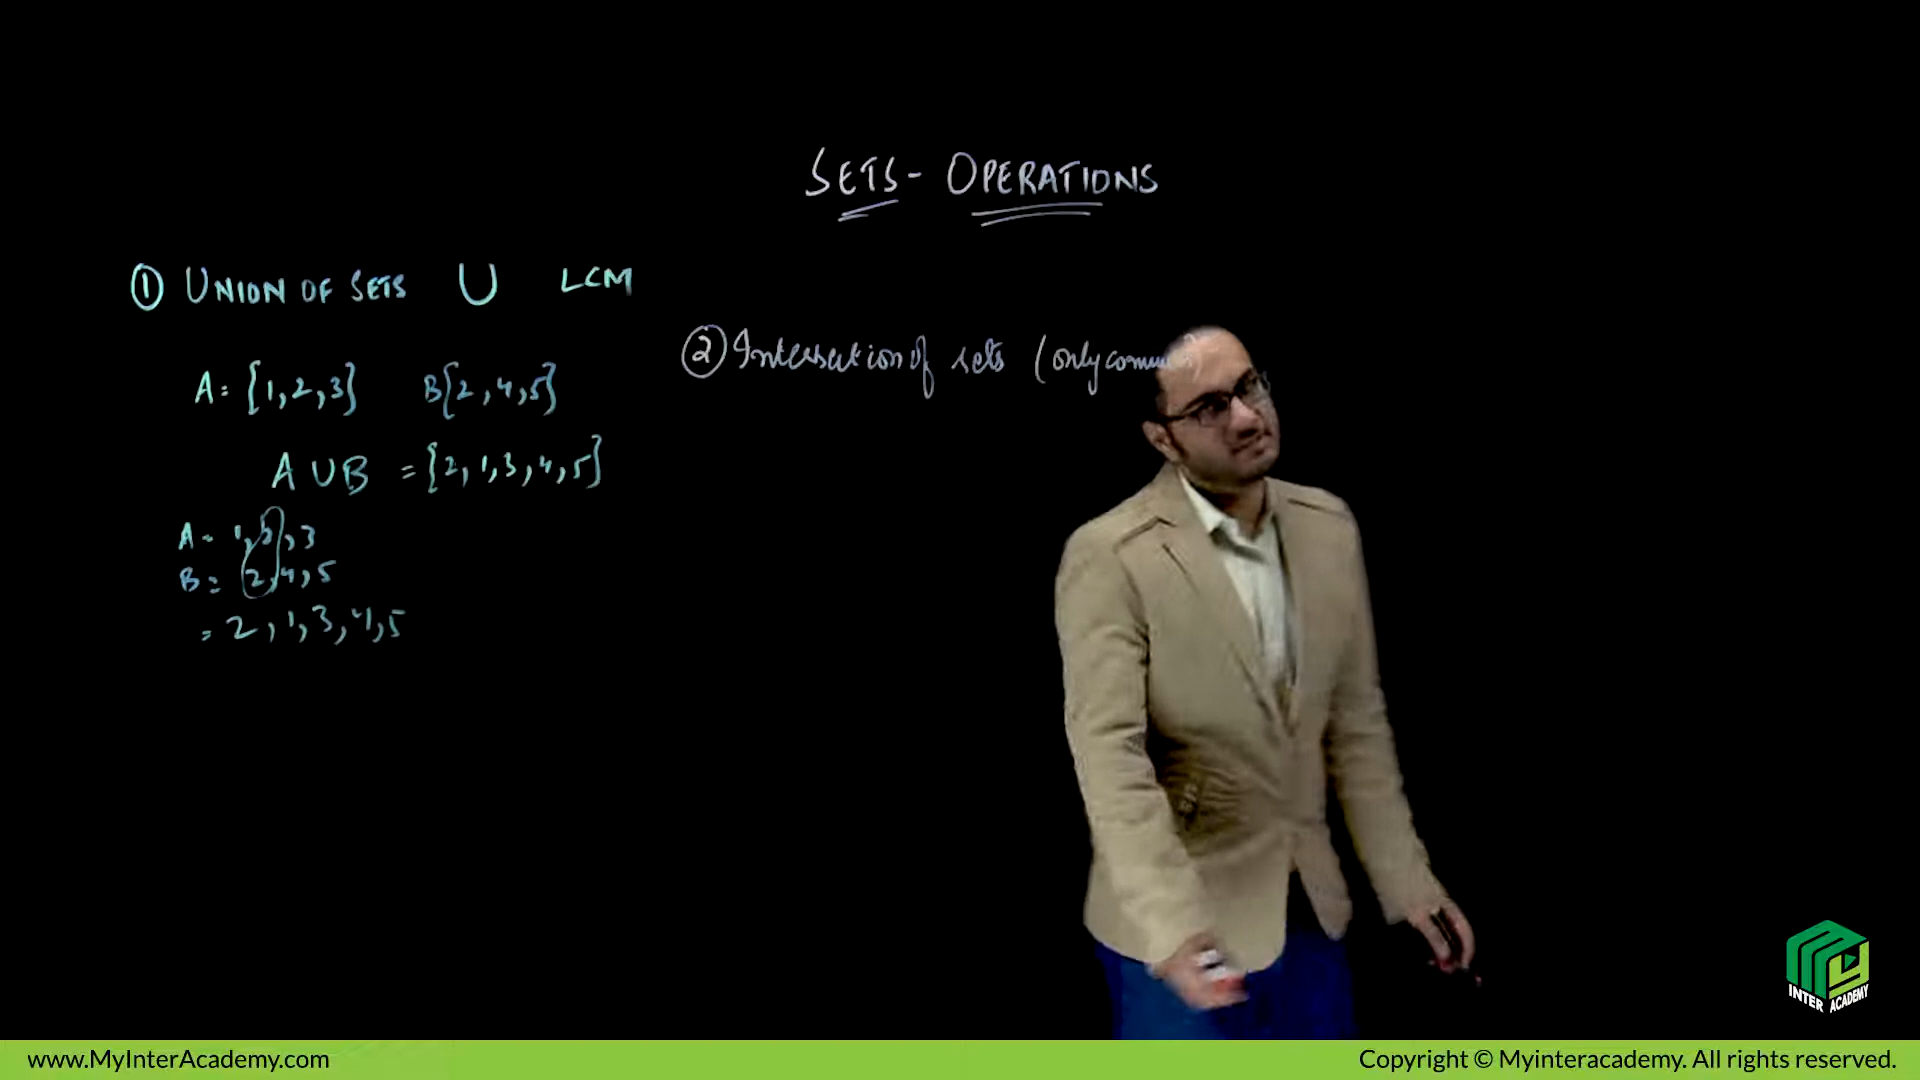 SETS - OPERATIONS
① UNION OF SETS ∪ LCM
A = {1,2,3} B{2,4,5}
A ∪ B = {2,1,3,4,5}
A = 1,2,3
B = 2,4,5
= 2,1,3,4,5
② Intersection of sets (only
INTER ACADEMY
www.MyInterAcademy.com
Copyright © Myinteracademy. All rights reserved.